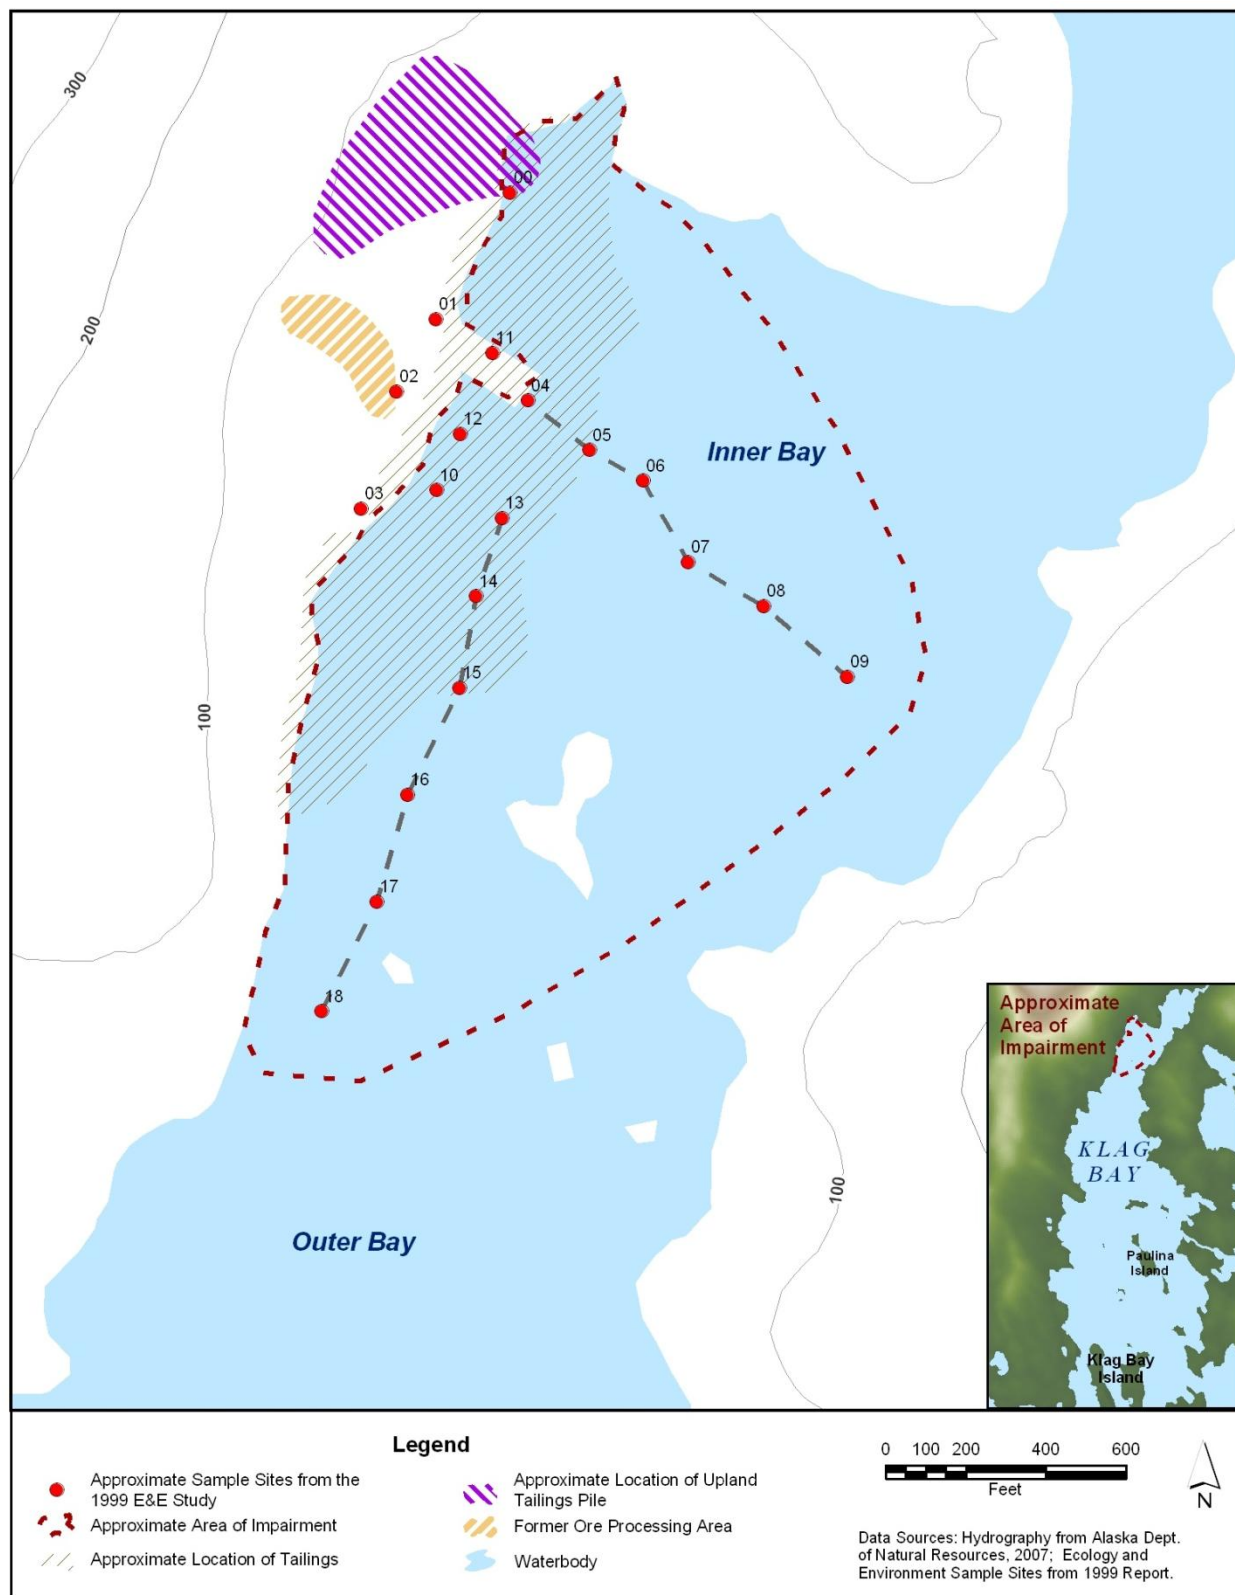 300
200
00
01
11
02
04
12
05
Inner Bay
06
10
03
13
07
14
08
15
09
100
16
17
18
Approximate
Area of
Impairment
KLAG
BAY
100
Outer Bay
Paulina
Island
Klag Bay
Island
Legend
Approximate Sample Sites from the
1999 E&E Study
Approximate Area of Impairment
Approximate Location of Tailings
Approximate Location of Upland
Tailings Pile
Former Ore Processing Area
Waterbody
0 100 200 400 600
Feet
N
Data Sources: Hydrography from Alaska Dept.
of Natural Resources, 2007; Ecology and
Environment Sample Sites from 1999 Report.